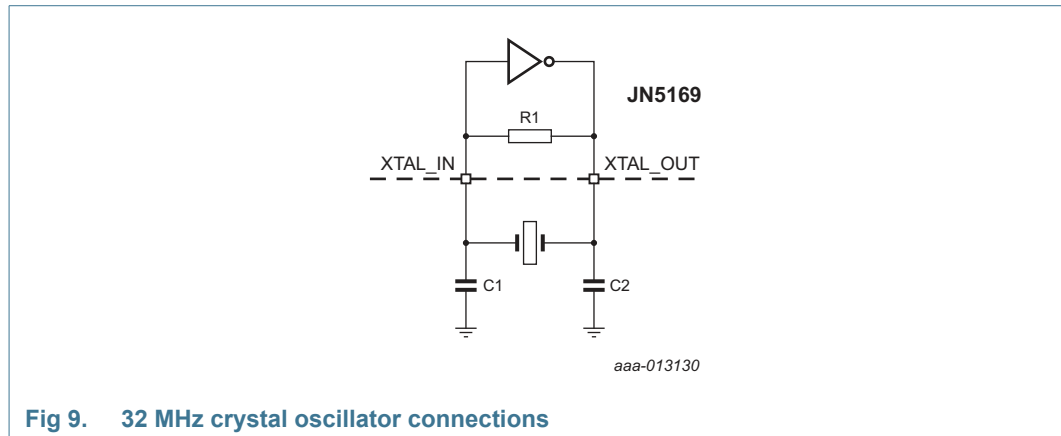 JN5169
R1
XTAL_IN XTAL_OUT
C1 C2
aaa-013130
Fig 9. 32 MHz crystal oscillator connections